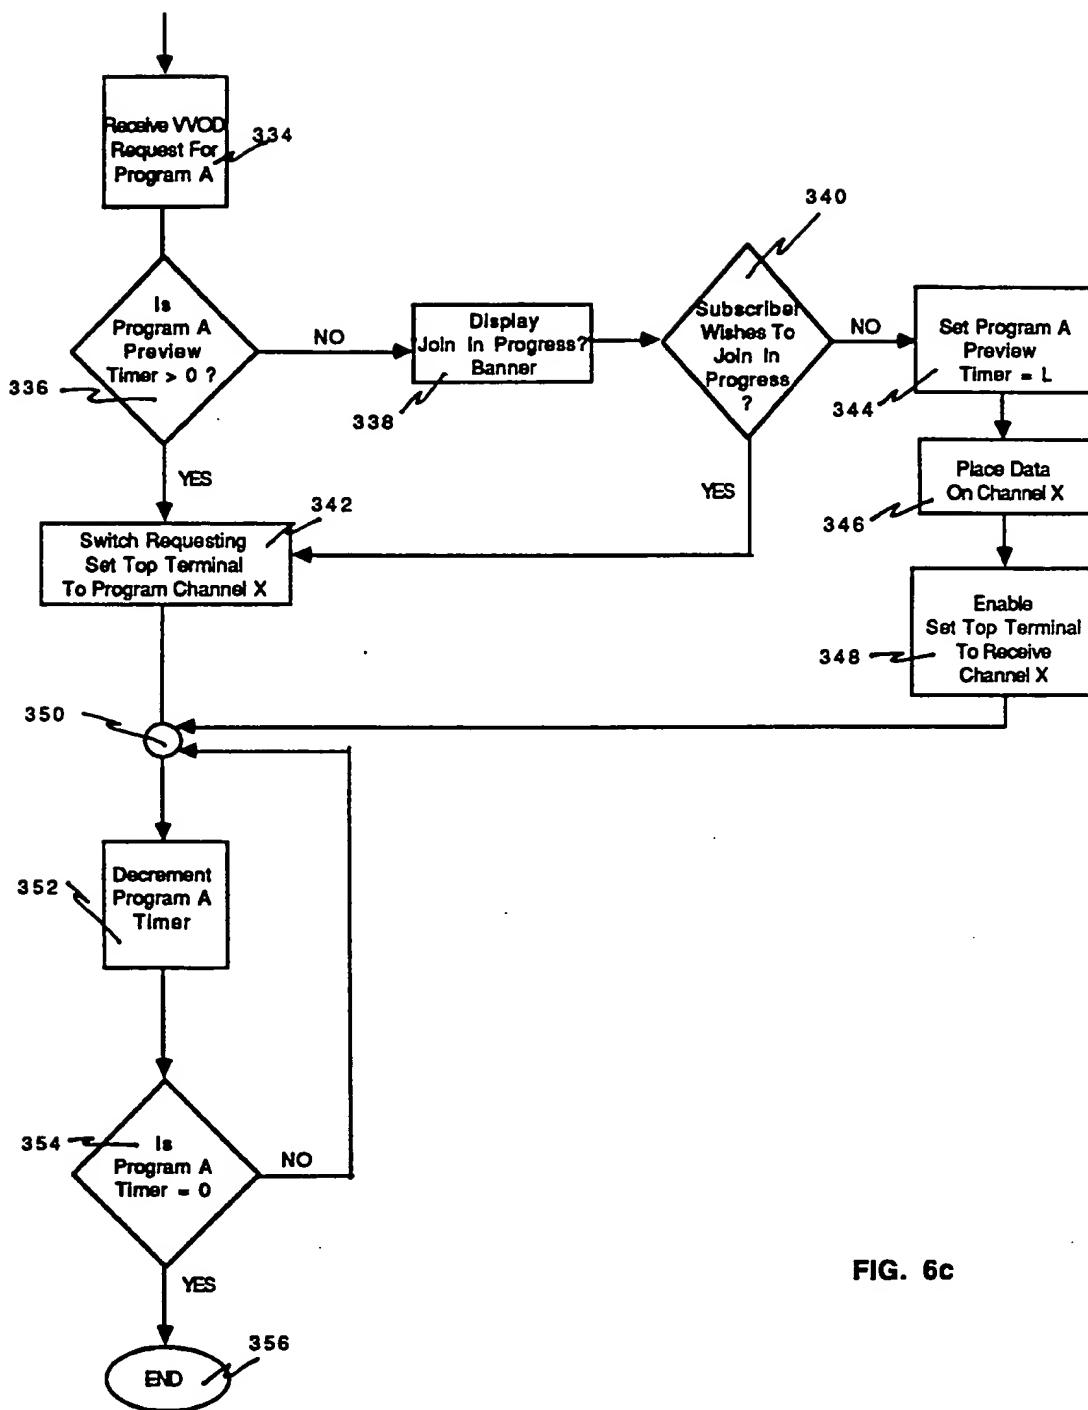 Receive VVOD
Request For
Program A
334
Is
Program A
Preview
Timer > 0 ?
336
NO
YES
Display
Join In Progress?
Banner
338
340
Subscriber
Wishes To
Join In
Progress
?
NO
YES
Set Program A
Preview
Timer = L
344
Place Data
On Channel X
346
Enable
Set Top Terminal
To Receive
Channel X
348
342
Switch Requesting
Set Top Terminal
To Program Channel X
350
Decrement
Program A
Timer
352
354
Is
Program A
Timer = 0
NO
YES
END
356
FIG. 6c